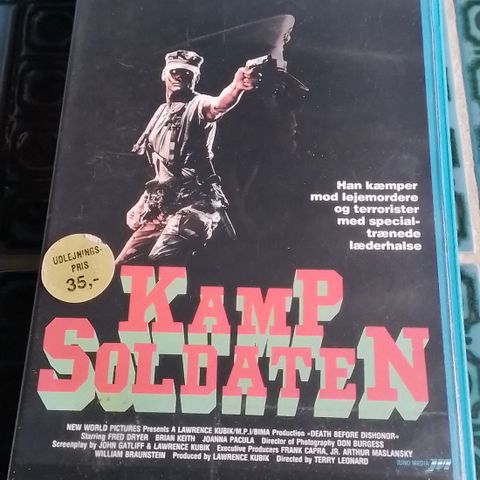 Han kæmper
mod lejemordere
og terrorister
med special-
trænede
læderhalse
UDLEJNINGS-
PRIS
35,-
KAMP
SOLDATEN
NEW WORLD PICTURES Presents A LAWRENCE KUBIK/M.P.I/BIMA Production »DEATH BEFORE DISHONOR«
Starring FRED DRYER BRIAN KEITH JOANNA PACULA Director of Photography DON BURGESS
Screenplay by JOHN GATLIFF & LAWRENCE KUBIK Executive Producers FRANK CAPRA, JR. ARTHUR MASLANSKY
WILLIAM BRAUNSTEIN Produced by LAWRENCE KUBIK Directed by TERRY LEONARD